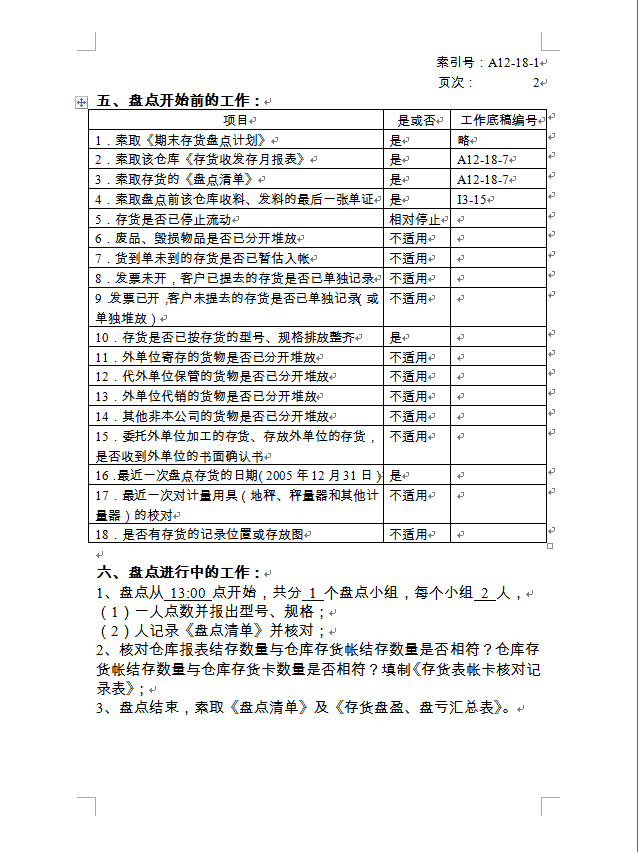 索引号：A12-18-1
页次： 2
五、盘点开始前的工作：
项目 是或否 工作底稿编号
1．索取《期末存货盘点计划》 是 略
2．索取该仓库《存货收发存月报表》 是 A12-18-7
3．索取存货的《盘点清单》 是 A12-18-7
4．索取盘点前该仓库收料、发料的最后一张单证 是 I3-15
5．存货是否已停止流动 相对停止
6．废品、毁损物品是否已分开堆放 不适用
7．货到单未到的存货是否已暂估入帐 不适用
8．发票未开，客户已提去的存货是否已单独记录 不适用
9．发票已开，客户未提去的存货是否已单独记录（或 不适用
单独堆放）
10．存货是否已按存货的型号、规格排放整齐 是
11．外单位寄存的货物是否已分开堆放 不适用
12．代外单位保管的货物是否已分开堆放 不适用
13．外单位代销的货物是否已分开堆放 不适用
14．其他非本公司的货物是否已分开堆放 不适用
15．委托外单位加工的存货、存放外单位的存货， 不适用
是否收到外单位的书面确认书
16．最近一次盘点存货的日期（2005 年 12 月 31 日） 是
17．最近一次对计量用具（地秤、秤量器和其他计 不适用
量器）的校对
18．是否有存货的记录位置或存放图 不适用
六、盘点进行中的工作：
1、盘点从 13:00 点开始，共分 1 个盘点小组，每个小组 2 人，
（1）一人点数并报出型号、规格；
（2）人记录《盘点清单》并核对；
2、核对仓库报表结存数量与仓库存货帐结存数量是否相符？仓库存
货帐结存数量与仓库存货卡数量是否相符？填制《存货表帐卡核对记
录表》；
3、盘点结束，索取《盘点清单》及《存货盘盈、盘亏汇总表》。